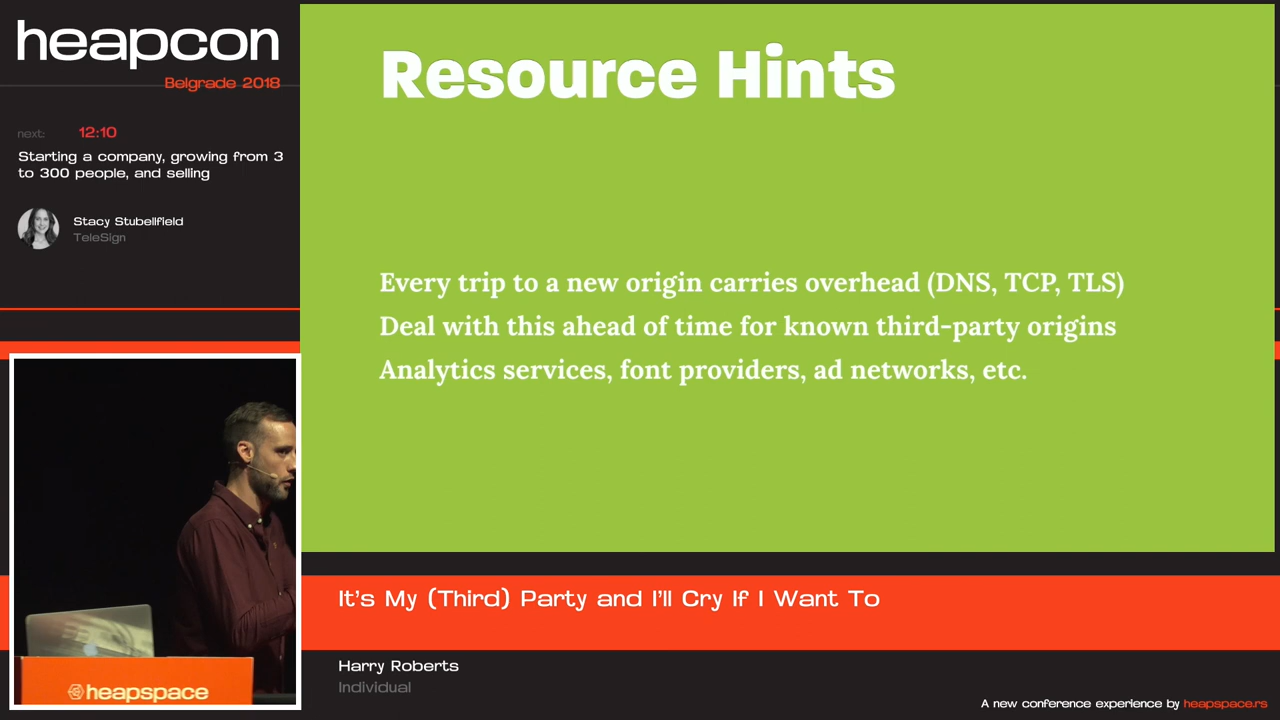 heapcon
Belgrade 2018
next: 12:10
Starting a company, growing from 3
to 300 people, and selling
Stacy Stubellfield
TeleSign
Resource Hints
Every trip to a new origin carries overhead (DNS, TCP, TLS)
Deal with this ahead of time for known third-party origins
Analytics services, font providers, ad networks, etc.
heapspace
It's My (Third) Party and I'll Cry If I Want To
Harry Roberts
Individual
A new conference experience by heapspace.rs